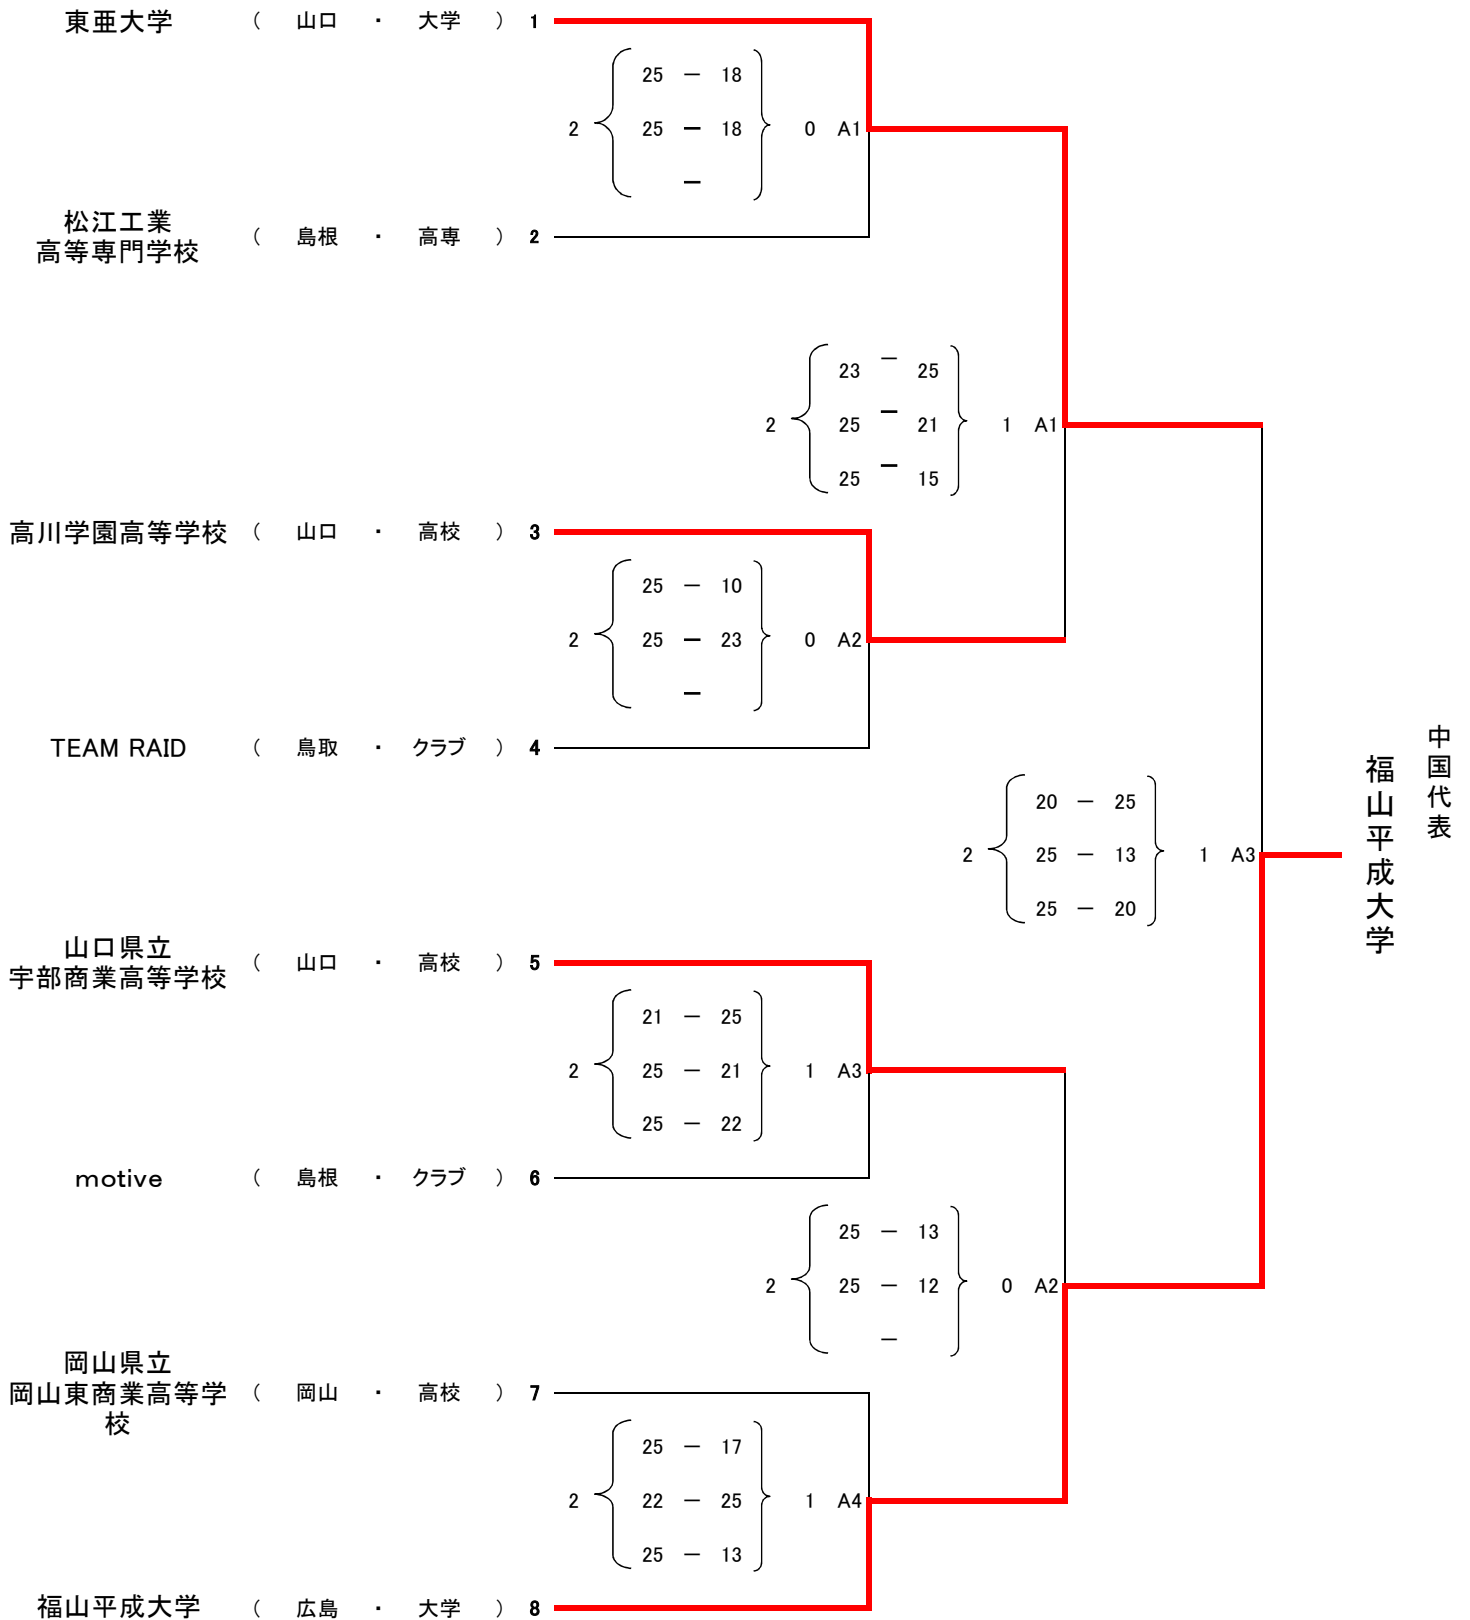 東亜大学 （ 山口 ・ 大学 ） 1
25 － 18
2 25 － 18 0 A1
－
松江工業
高等専門学校 （ 島根 ・ 高専 ） 2
23 － 25
2 25 － 21 1 A1
25 － 15
高川学園高等学校 （ 山口 ・ 高校 ） 3
25 － 10
2 25 － 23 0 A2
－
TEAM RAID （ 鳥取 ・ クラブ ） 4
20 － 25
2 25 － 13 1 A3
25 － 20
中国代表
福山平成大学
山口県立
宇部商業高等学校 （ 山口 ・ 高校 ） 5
21 － 25
2 25 － 21 1 A3
25 － 22
motive （ 島根 ・ クラブ ） 6
25 － 13
2 25 － 12 0 A2
－
岡山県立
岡山東商業高等学 （ 岡山 ・ 高校 ） 7
校
25 － 17
2 22 － 25 1 A4
25 － 13
福山平成大学 （ 広島 ・ 大学 ） 8